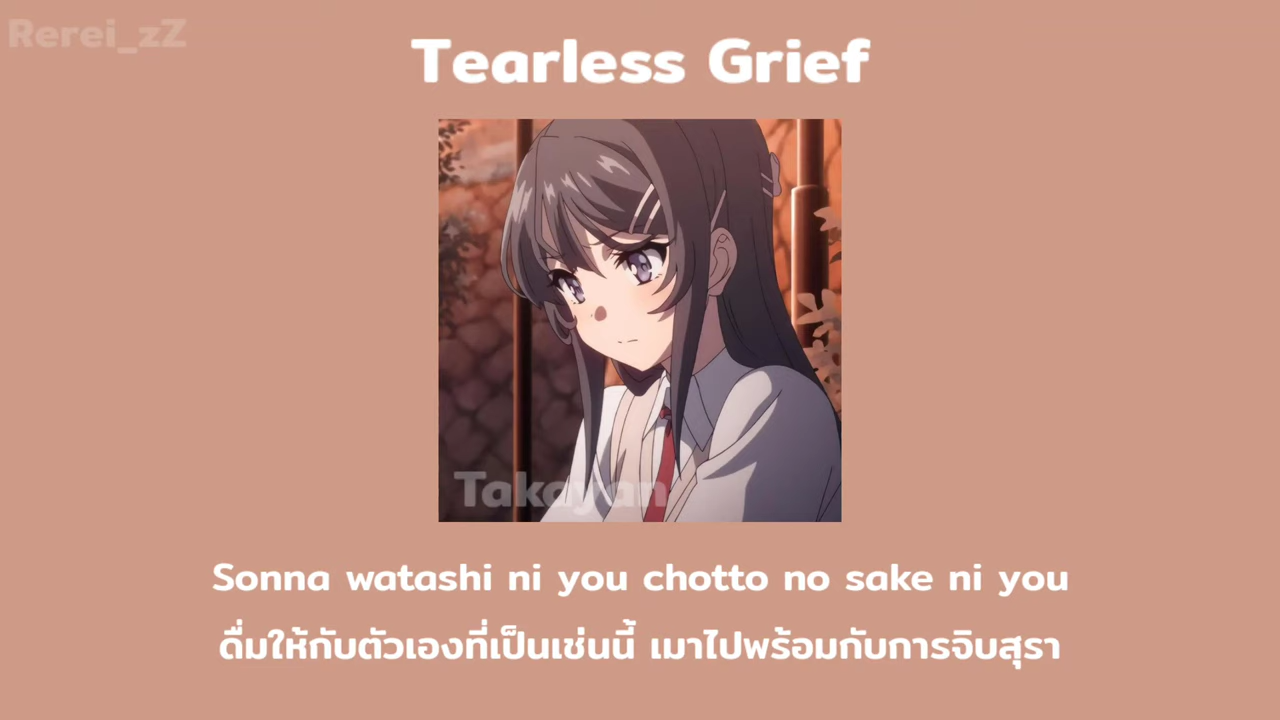 Rerei_zZ
Tearless Grief
Takayan
Sonna watashi ni you chotto no sake ni you
ดื่มให้กับตัวเองที่เป็นเช่นนี้ เมาไปพร้อมกับการจิบสุรา